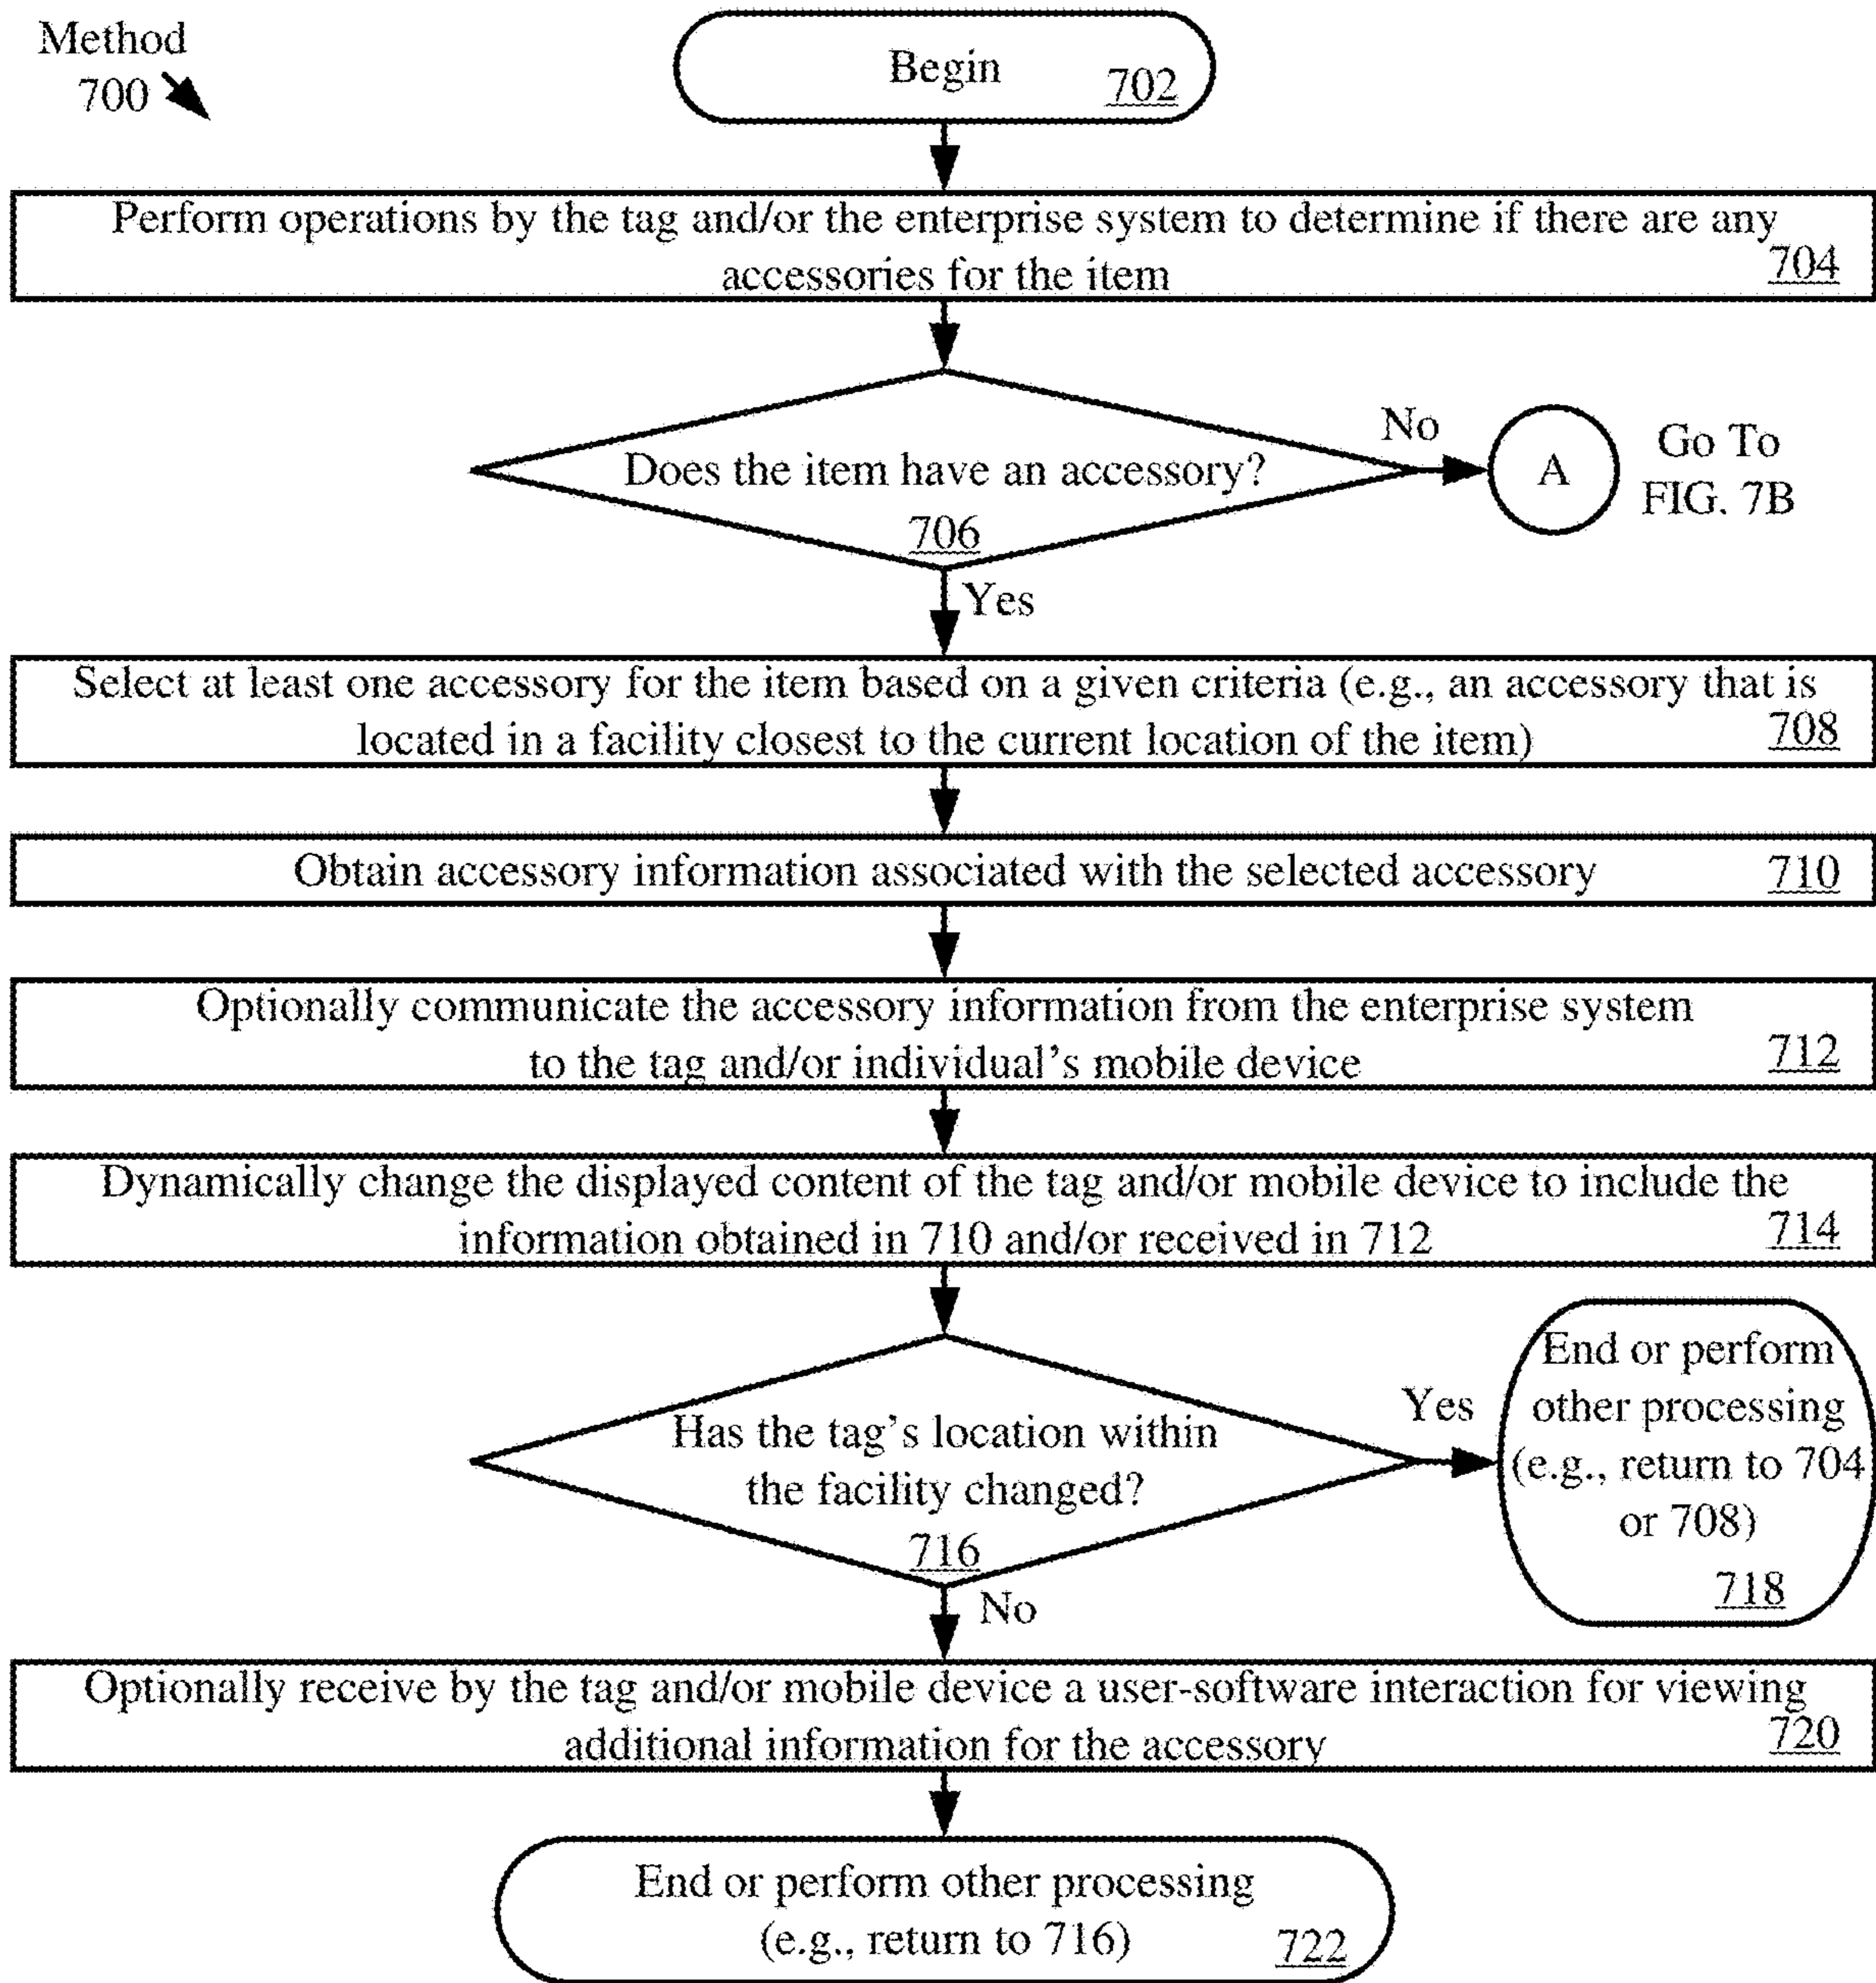 Method
700
Begin
702
Perform operations by the tag and/or the enterprise system to determine if there are any
accessories for the item
704
Does the item have an accessory?
706
No
A
Go To
FIG. 7B
Yes
Select at least one accessory for the item based on a given criteria (e.g., an accessory that is
located in a facility closest to the current location of the item)
708
Obtain accessory information associated with the selected accessory
710
Optionally communicate the accessory information from the enterprise system
to the tag and/or individual's mobile device
712
Dynamically change the displayed content of the tag and/or mobile device to include the
information obtained in 710 and/or received in 712
714
Has the tag's location within
the facility changed?
716
Yes
End or perform
other processing
(e.g., return to 704
or 708)
718
No
Optionally receive by the tag and/or mobile device a user-software interaction for viewing
additional information for the accessory
720
End or perform other processing
(e.g., return to 716)
722